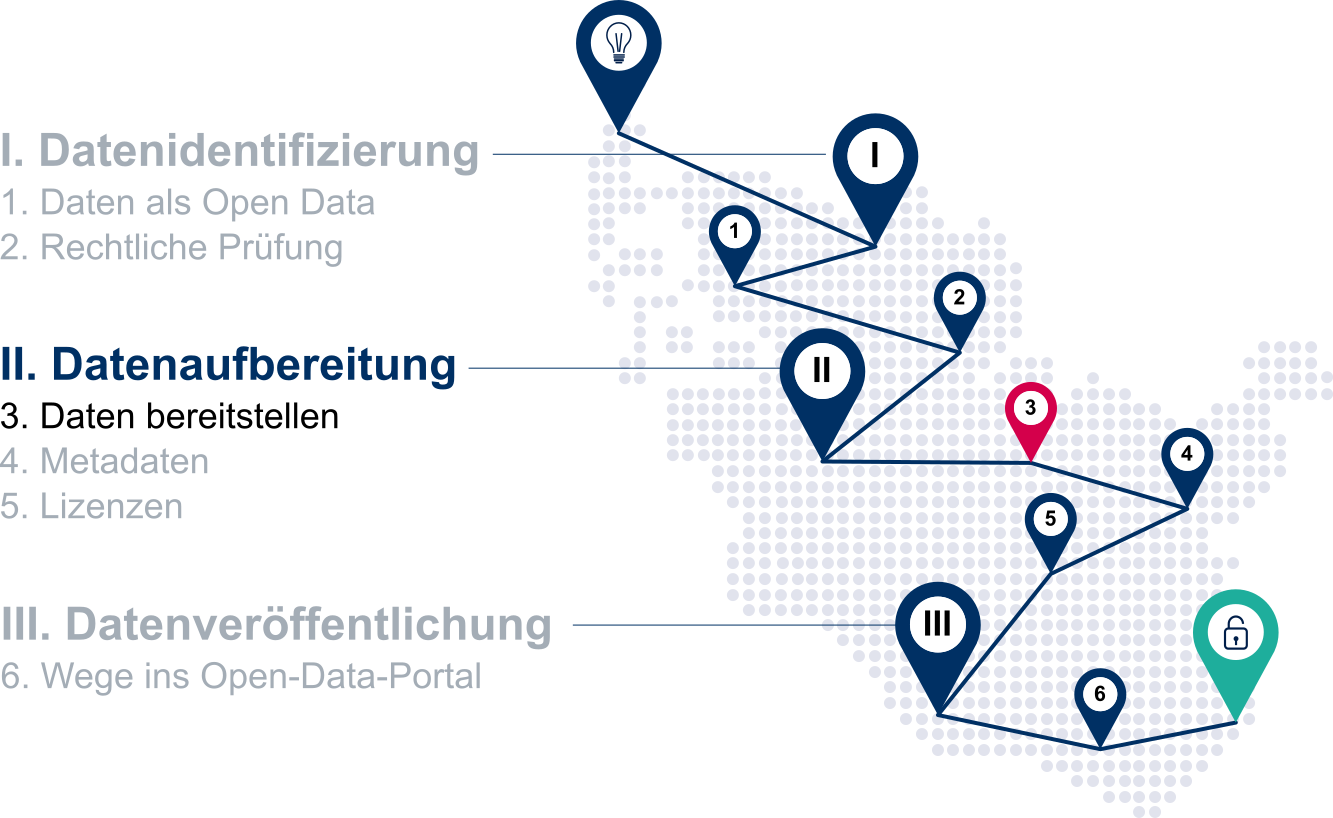 I. Datenidentifizierung
1. Daten als Open Data
2. Rechtliche Prüfung
II. Datenaufbereitung
3. Daten bereitstellen
4. Metadaten
5. Lizenzen
III. Datenveröffentlichung
6. Wege ins Open-Data-Portal
I
1
2
II
3
4
5
III
6